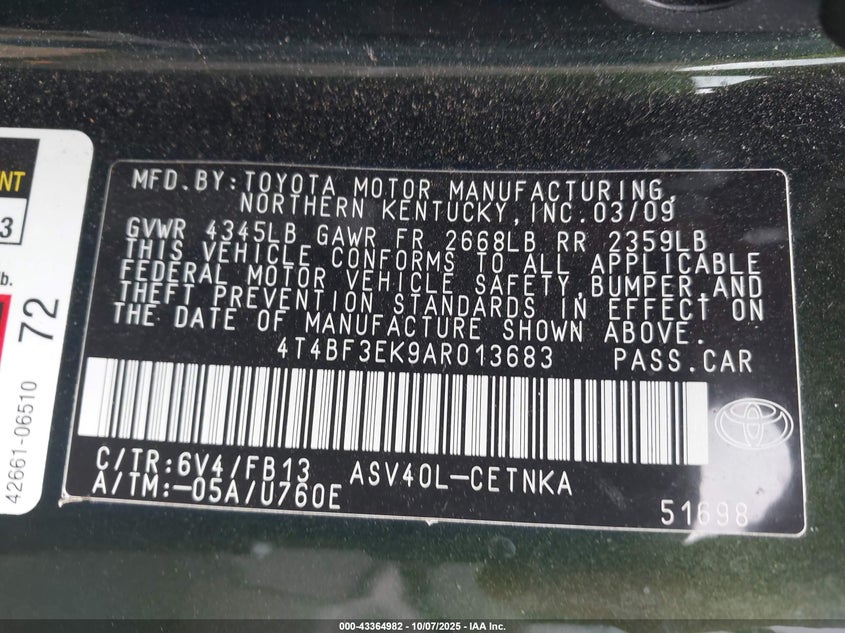 MFD.BY:TOYOTA MOTOR MANUFACTURING,
NORTHERN KENTUCKY,INC.03/09
GVWR 4345LB GAWR FR 2668LB RR 2359LB
THIS VEHICLE CONFORMS TO ALL APPLICABLE
FEDERAL MOTOR VEHICLE SAFETY,BUMPER,AND
THEFT PREVENTION STANDARDS IN EFFECT ON
THE DATE OF MANUFACTURE SHOWN ABOVE.
4T4BF3EK9AR013683 PASS.CAR
C/TR:6V4/FB13 ASV40L-CETNKA
A/TM:-05A/U760E
51698
3
lb.
72
42661-06510
000-43364982 - 10/07/2025 - IAA Inc.